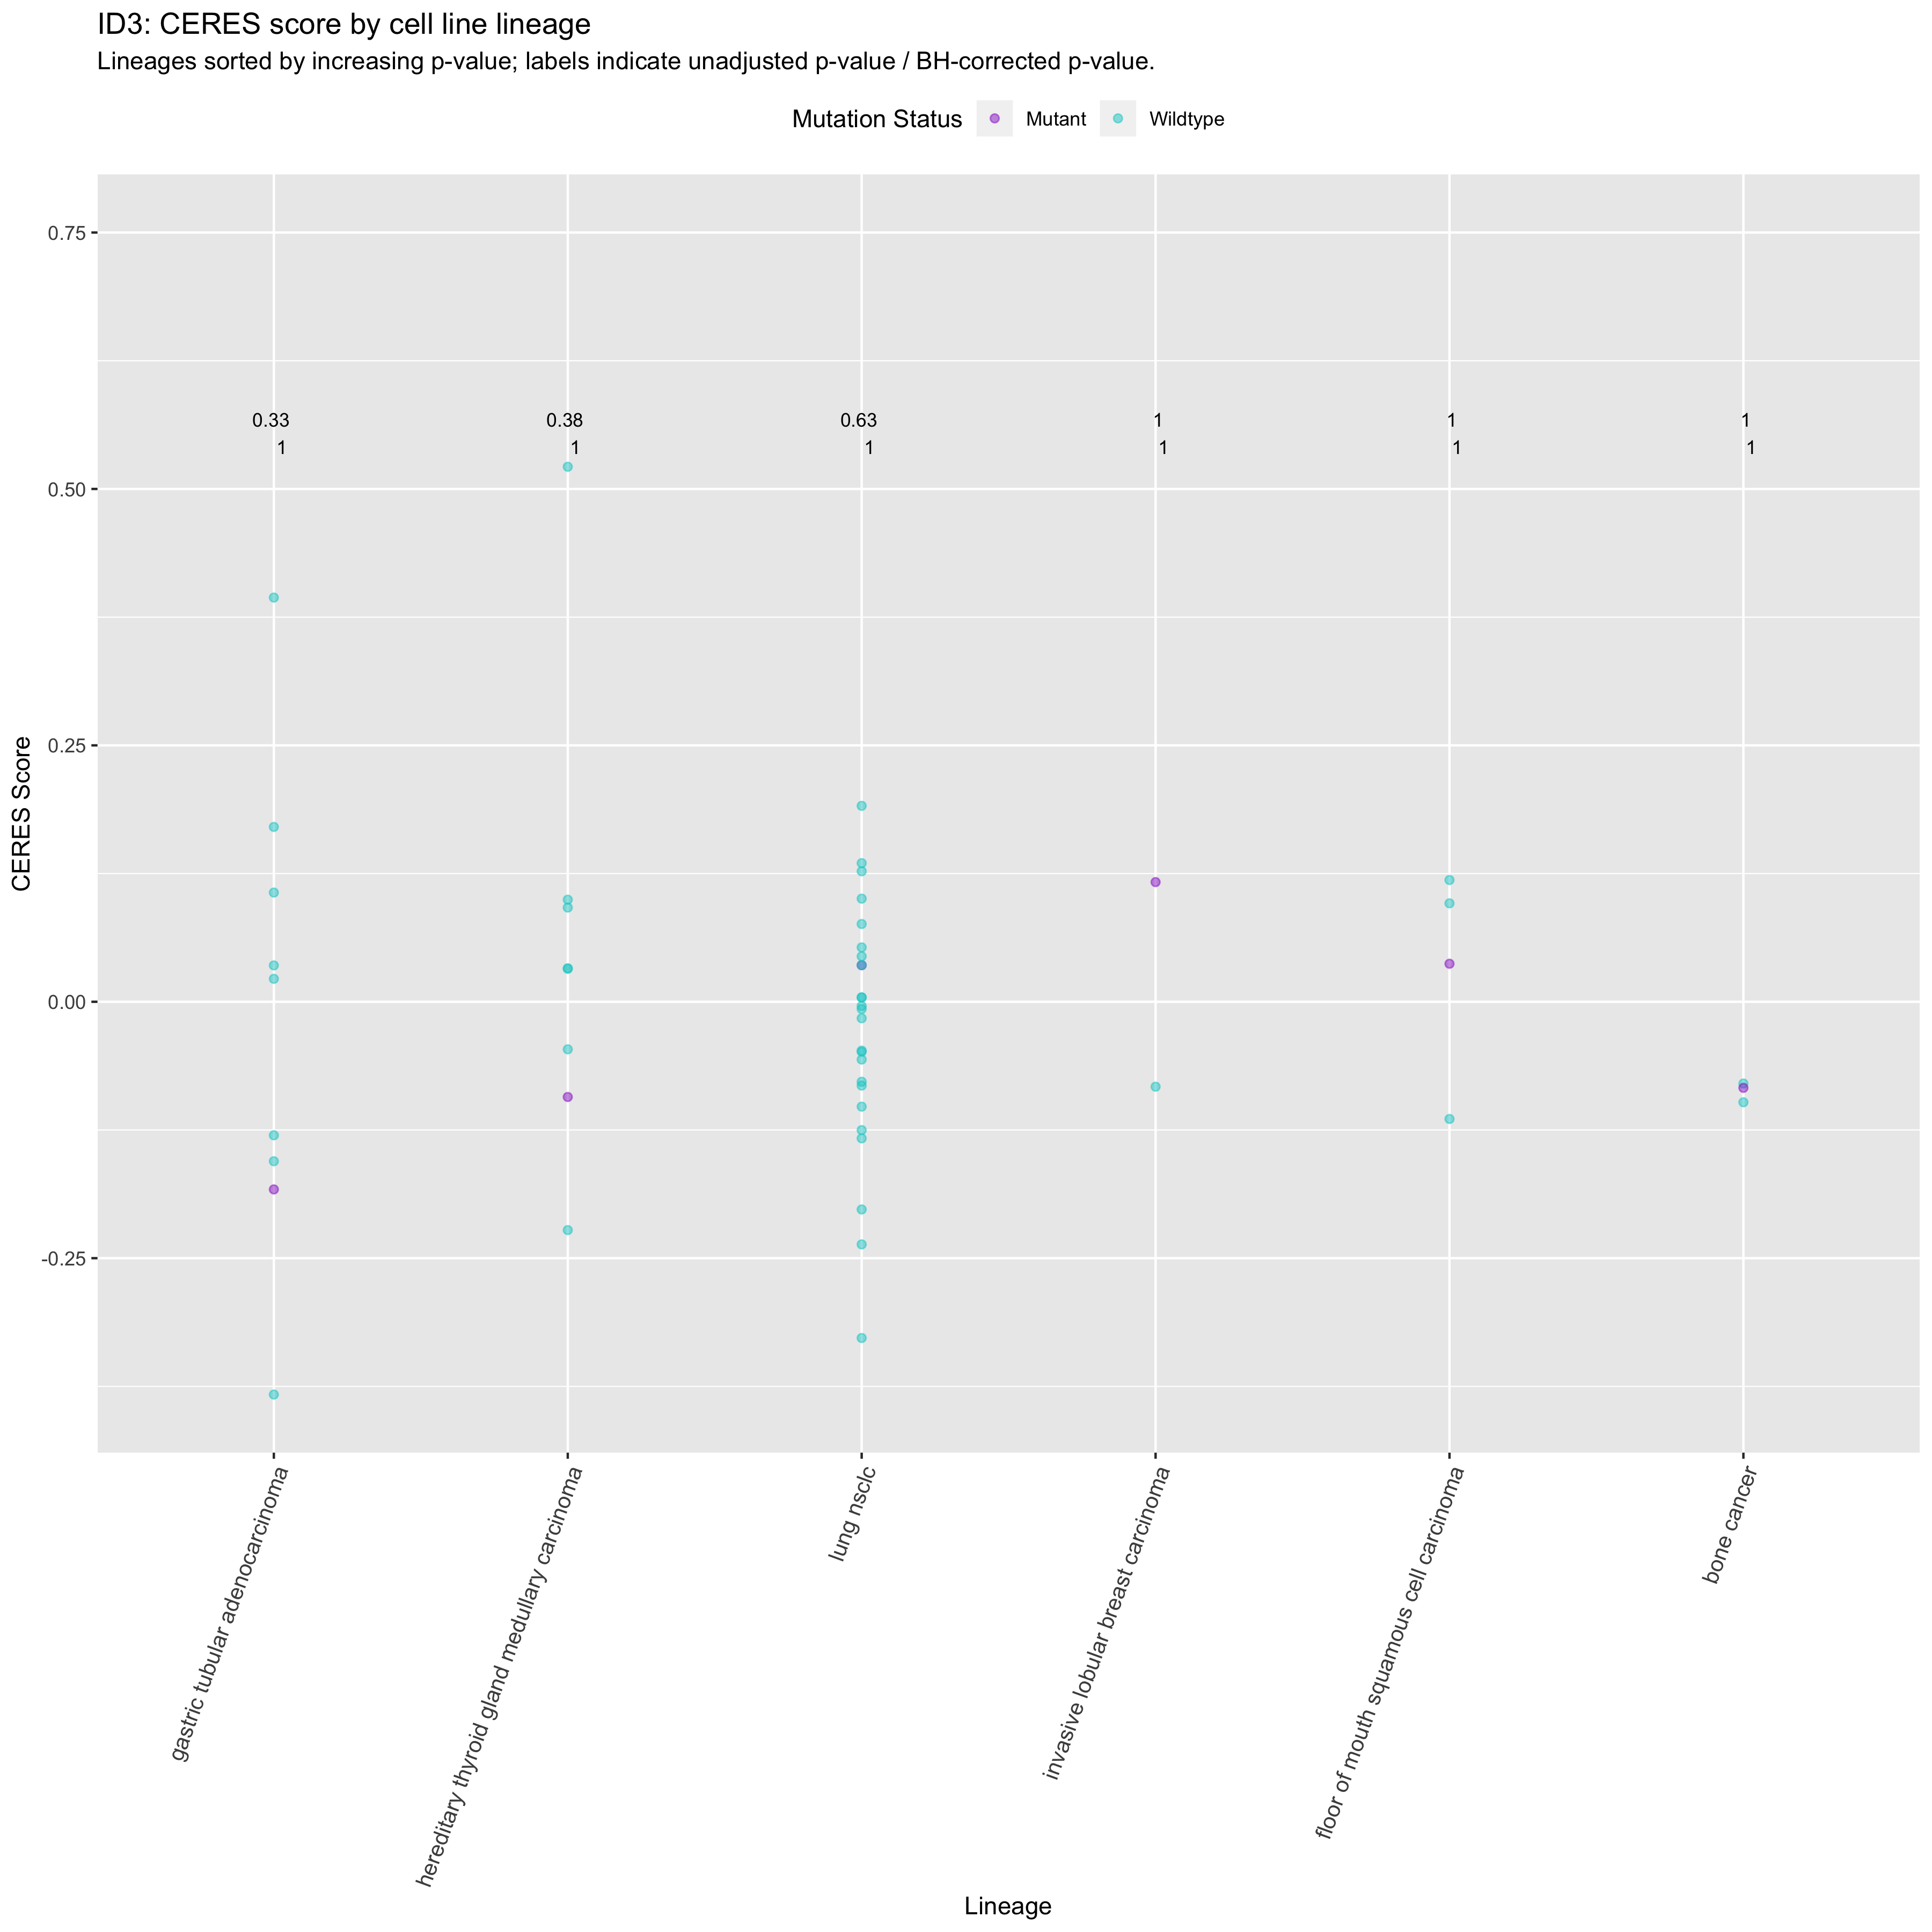 ID3: CERES score by cell line lineage
Lineages sorted by increasing p-value; labels indicate unadjusted p-value / BH-corrected p-value.
Mutation Status Mutant Wildtype
0.75
0.33 0.38 0.63 1 1 1
1 1 1 1 1 1
0.50
0.25
CERES Score
0.00
-0.25
gastric tubular adenocarcinoma
hereditary thyroid gland medullary carcinoma
lung nsclc
invasive lobular breast carcinoma
floor of mouth squamous cell carcinoma
bone cancer
Lineage